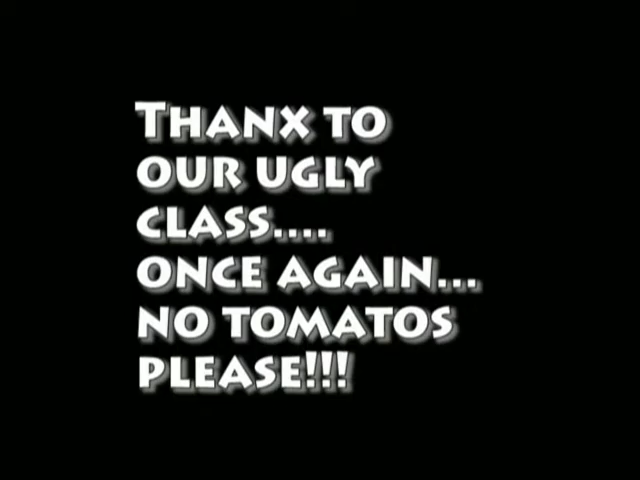 THANX TO
OUR UGLY
CLASS....
ONCE AGAIN...
NO TOMATOS
PLEASE!!!